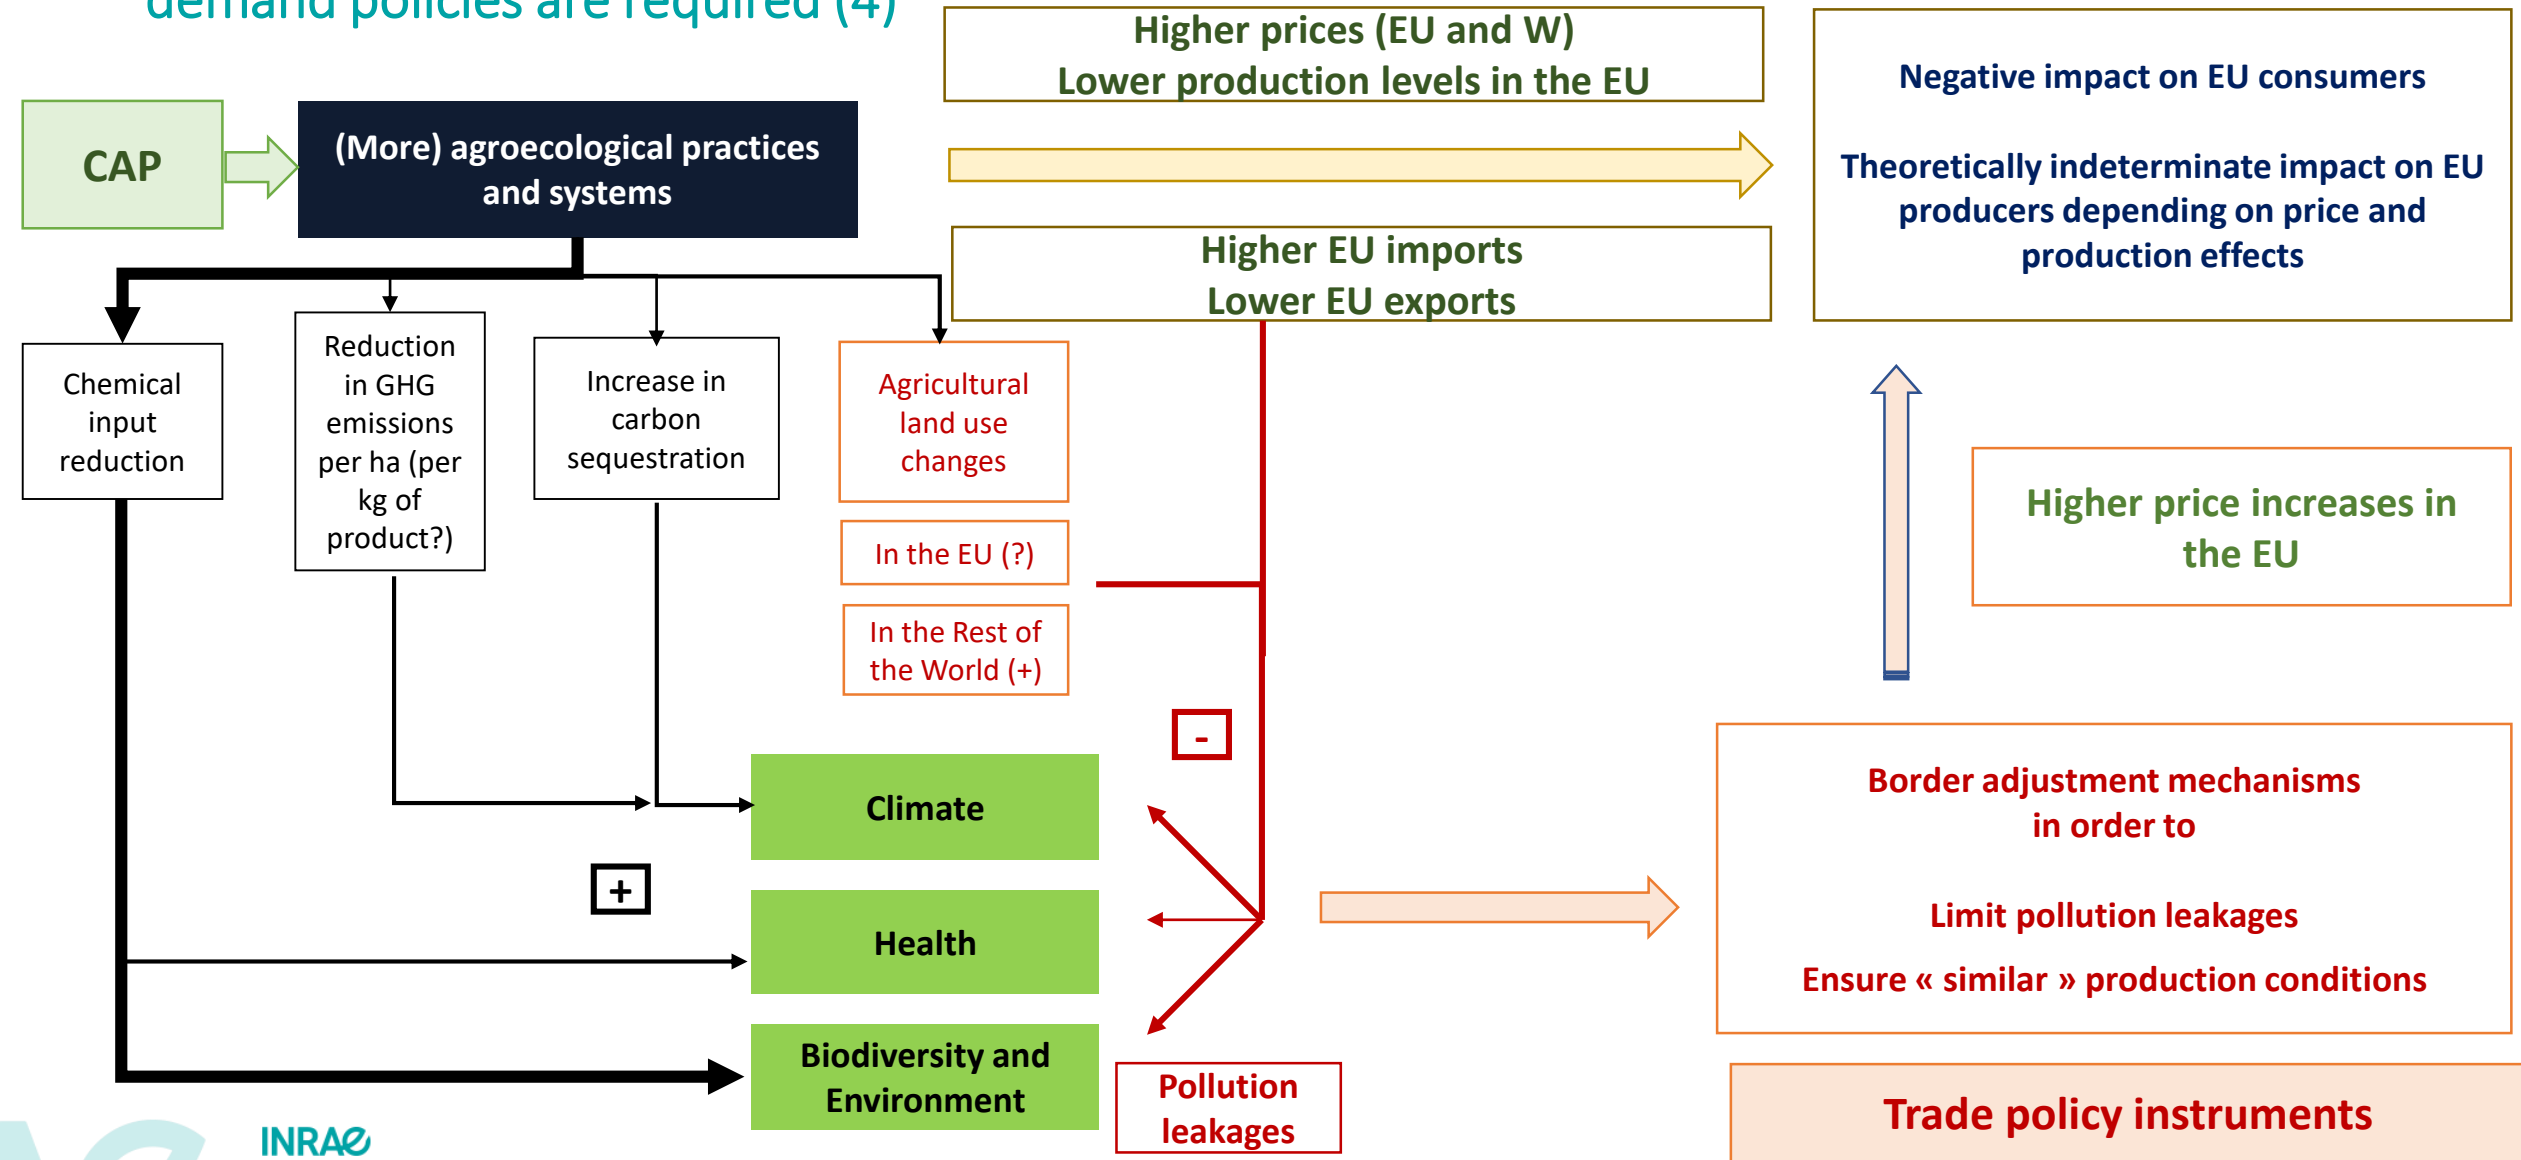 demand policies are required (4)
Higher prices (EU and W)
Lower production levels in the EU
Negative impact on EU consumers
Theoretically indeterminate impact on EU
producers depending on price and
production effects
CAP
(More) agroecological practices
and systems
Higher EU imports
Lower EU exports
Chemical
input
reduction
Reduction
in GHG
emissions
per ha (per
kg of
product?)
Increase in
carbon
sequestration
Agricultural
land use
changes
In the EU (?)
In the Rest of
the World (+)
Higher price increases in
the EU
-
Climate
+
Health
Biodiversity and
Environment
Pollution
leakages
Border adjustment mechanisms
in order to
Limit pollution leakages
Ensure « similar » production conditions
Trade policy instruments
INRAE